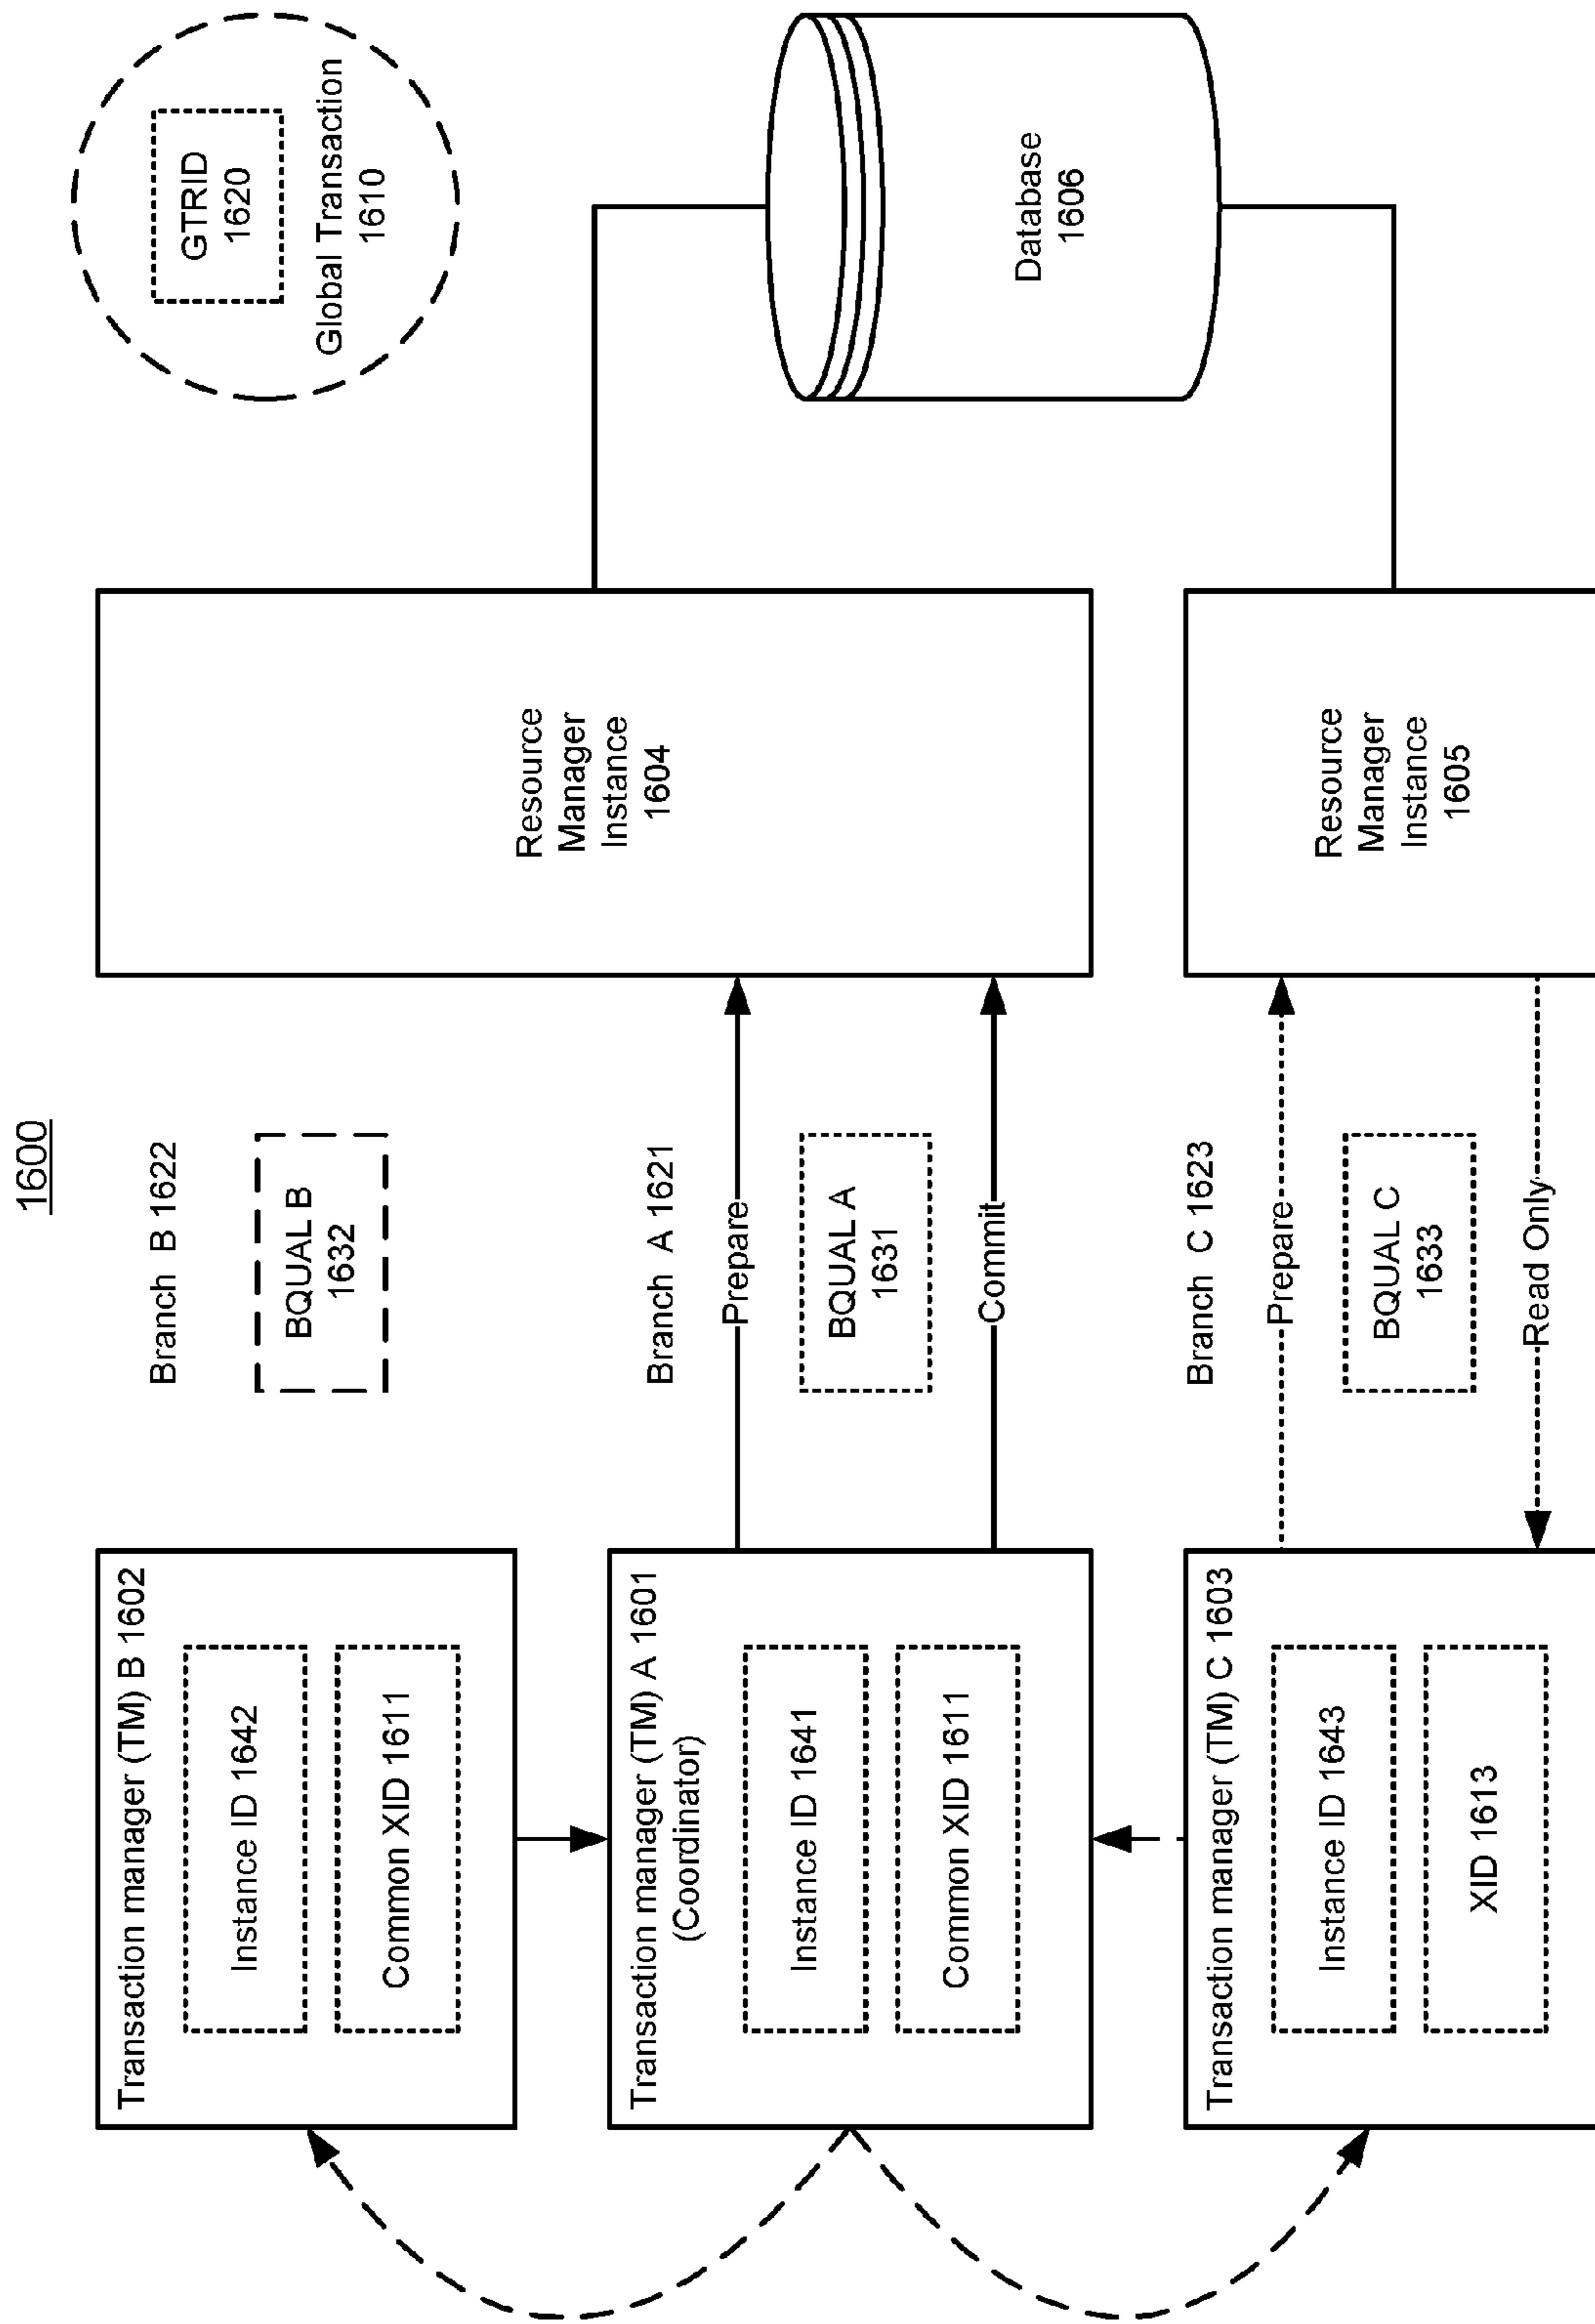 1600
Transaction manager (TM) B 1602
Instance ID 1642
Common XID 1611
Branch B 1622
BQUAL B
1632
Transaction manager (TM) A 1601
(Coordinator)
Instance ID 1641
Common XID 1611
Branch A 1621
Prepare
BQUAL A
1631
Commit
Transaction manager (TM) C 1603
Instance ID 1643
XID 1613
Branch C 1623
Prepare
BQUAL C
1633
Read Only
Resource
Manager
Instance
1604
Resource
Manager
Instance
1605
GTRID
1620
Global Transaction
1610
Database
1606